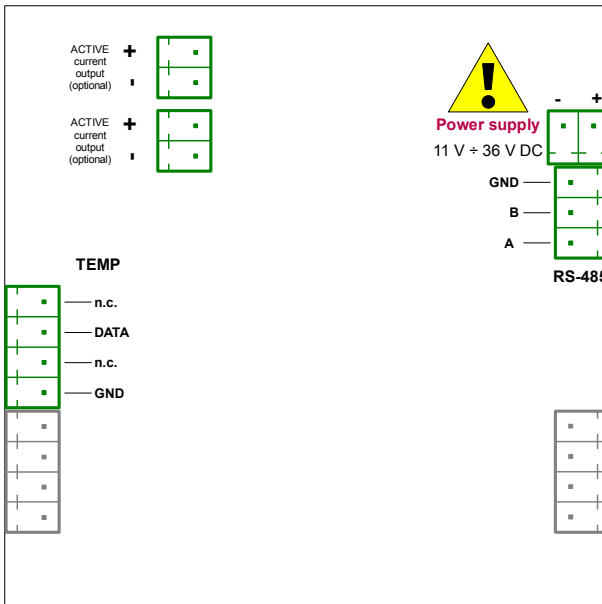 ACTIVE +
current
output
(optional) -
ACTIVE +
current
output
(optional) -
!
Power supply
- +
11 V ÷ 36 V DC
GND
B
A
RS-485
TEMP
n.c.
DATA
n.c.
GND